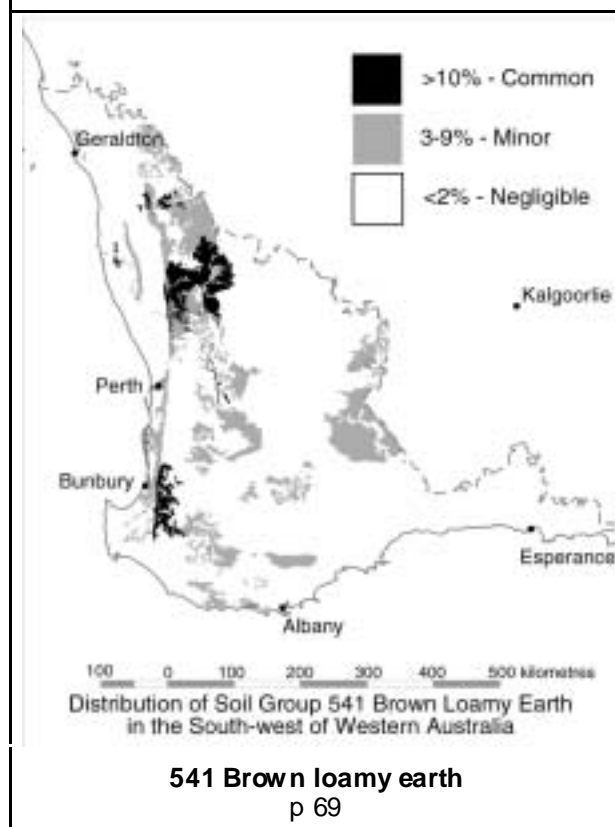 >10% - Common
Geraldton
3-9% - Minor
<2% - Negligible
Kalgoorlie
Perth
Bunbury
Esperance
Albany
100 0 100 200 300 400 500 kilometres
Distribution of Soil Group 541 Brown Loamy Earth
in the South-west of Western Australia
541 Brown loamy earth
p 69